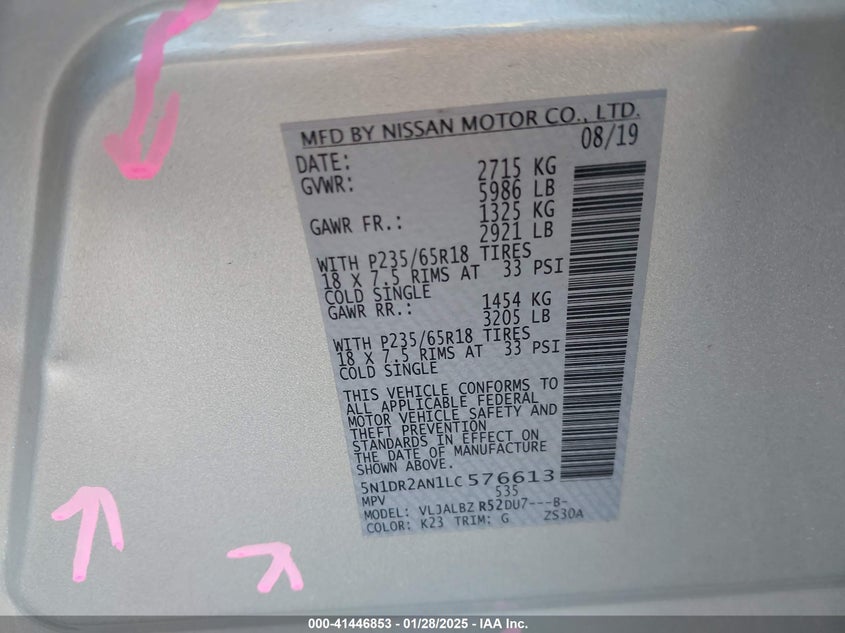 MFD BY NISSAN MOTOR CO., LTD.
DATE: 08/19
GVWR: 2715 KG
5986 LB
GAWR FR.: 1325 KG
2921 LB
WITH P235/65R18 TIRES
18 X 7.5 RIMS AT 33 PSI
COLD SINGLE
GAWR RR.: 1454 KG
3205 LB
WITH P235/65R18 TIRES
18 X 7.5 RIMS AT 33 PSI
COLD SINGLE
THIS VEHICLE CONFORMS TO
ALL APPLICABLE FEDERAL
MOTOR VEHICLE SAFETY AND
THEFT PREVENTION
STANDARDS IN EFFECT ON
THE DATE OF MANUFACTURE
SHOWN ABOVE.
5N1DR2AN1LC576613
MPV 535
MODEL: VLJALBZ R52DU7---B-
COLOR: K23 TRIM: G ZS30A
000-41446853 - 01/28/2025 - IAA Inc.